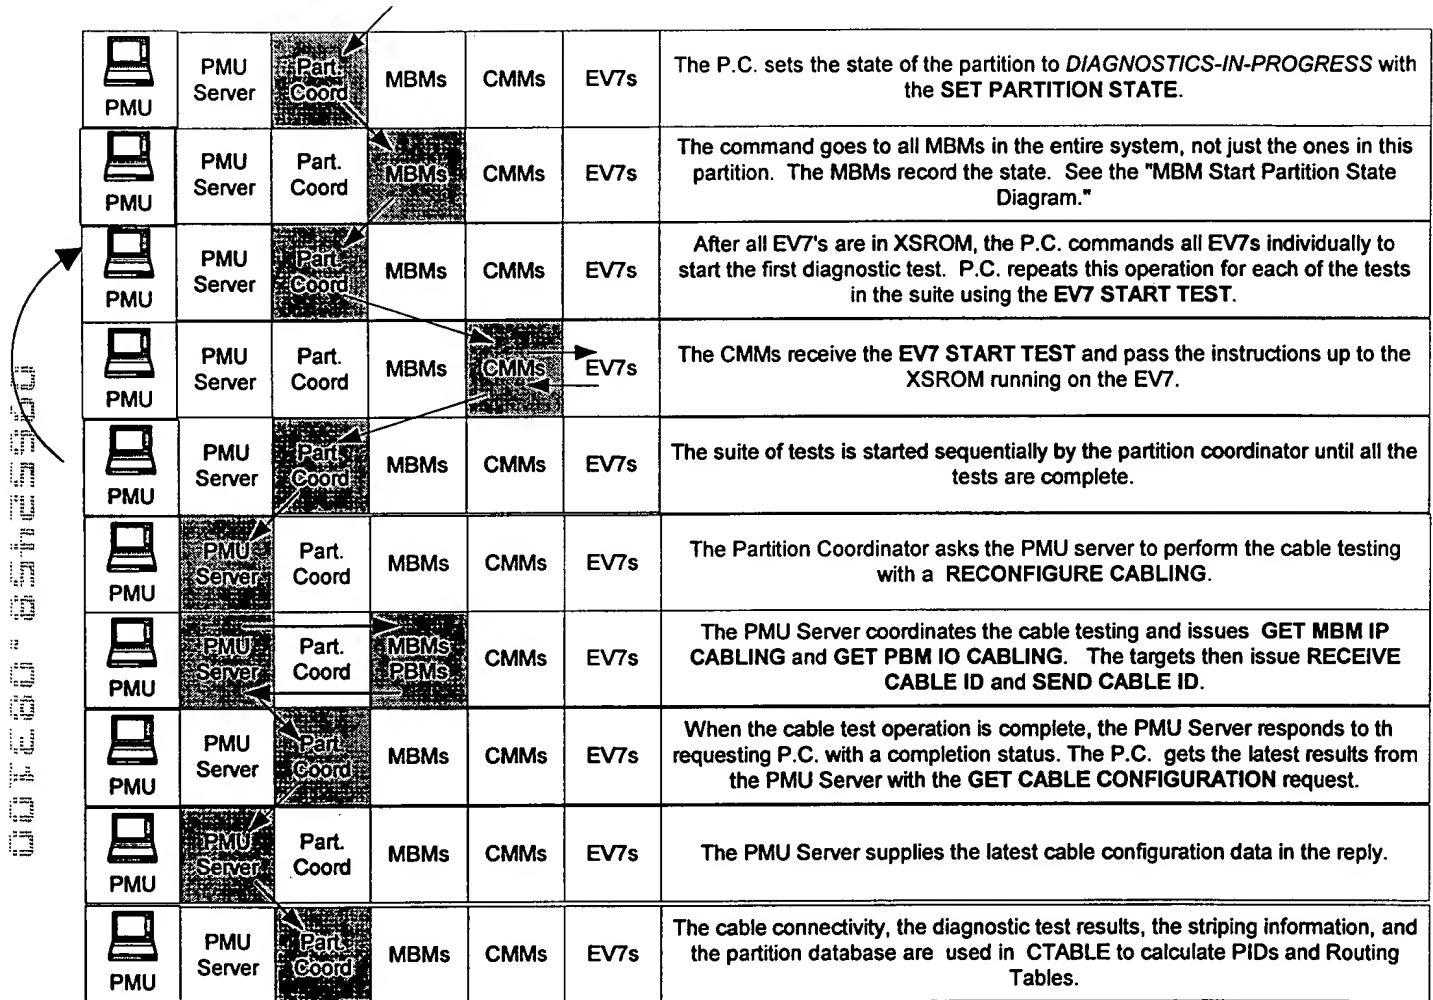 PMU
PMU Server
Part. Coord
MBMs
CMMs
EV7s
The P.C. sets the state of the partition to DIAGNOSTICS-IN-PROGRESS with
the SET PARTITION STATE.
PMU
PMU Server
Part. Coord
MBMs
CMMs
EV7s
The command goes to all MBMs in the entire system, not just the ones in this
partition. The MBMs record the state. See the "MBM Start Partition State
Diagram."
PMU
PMU Server
Part. Coord
MBMs
CMMs
EV7s
After all EV7's are in XSROM, the P.C. commands all EV7s individually to
start the first diagnostic test. P.C. repeats this operation for each of the tests
in the suite using the EV7 START TEST.
PMU
PMU Server
Part. Coord
MBMs
CMMs
EV7s
The CMMs receive the EV7 START TEST and pass the instructions up to the
XSROM running on the EV7.
PMU
PMU Server
Part. Coord
MBMs
CMMs
EV7s
The suite of tests is started sequentially by the partition coordinator until all the
tests are complete.
PMU
PMU Server
Part. Coord
MBMs
CMMs
EV7s
The Partition Coordinator asks the PMU server to perform the cable testing
with a RECONFIGURE CABLING.
PMU
PMU Server
Part. Coord
MBMs
PBMs
CMMs
EV7s
The PMU Server coordinates the cable testing and issues GET MBM IP
CABLING and GET PBM IO CABLING. The targets then issue RECEIVE
CABLE ID and SEND CABLE ID.
PMU
PMU Server
Part. Coord
MBMs
CMMs
EV7s
When the cable test operation is complete, the PMU Server responds to th
requesting P.C. with a completion status. The P.C. gets the latest results from
the PMU Server with the GET CABLE CONFIGURATION request.
PMU
PMU Server
Part. Coord
MBMs
CMMs
EV7s
The PMU Server supplies the latest cable configuration data in the reply.
PMU
PMU Server
Part. Coord
MBMs
CMMs
EV7s
The cable connectivity, the diagnostic test results, the striping information, and
the partition database are used in CTABLE to calculate PIDs and Routing
Tables.